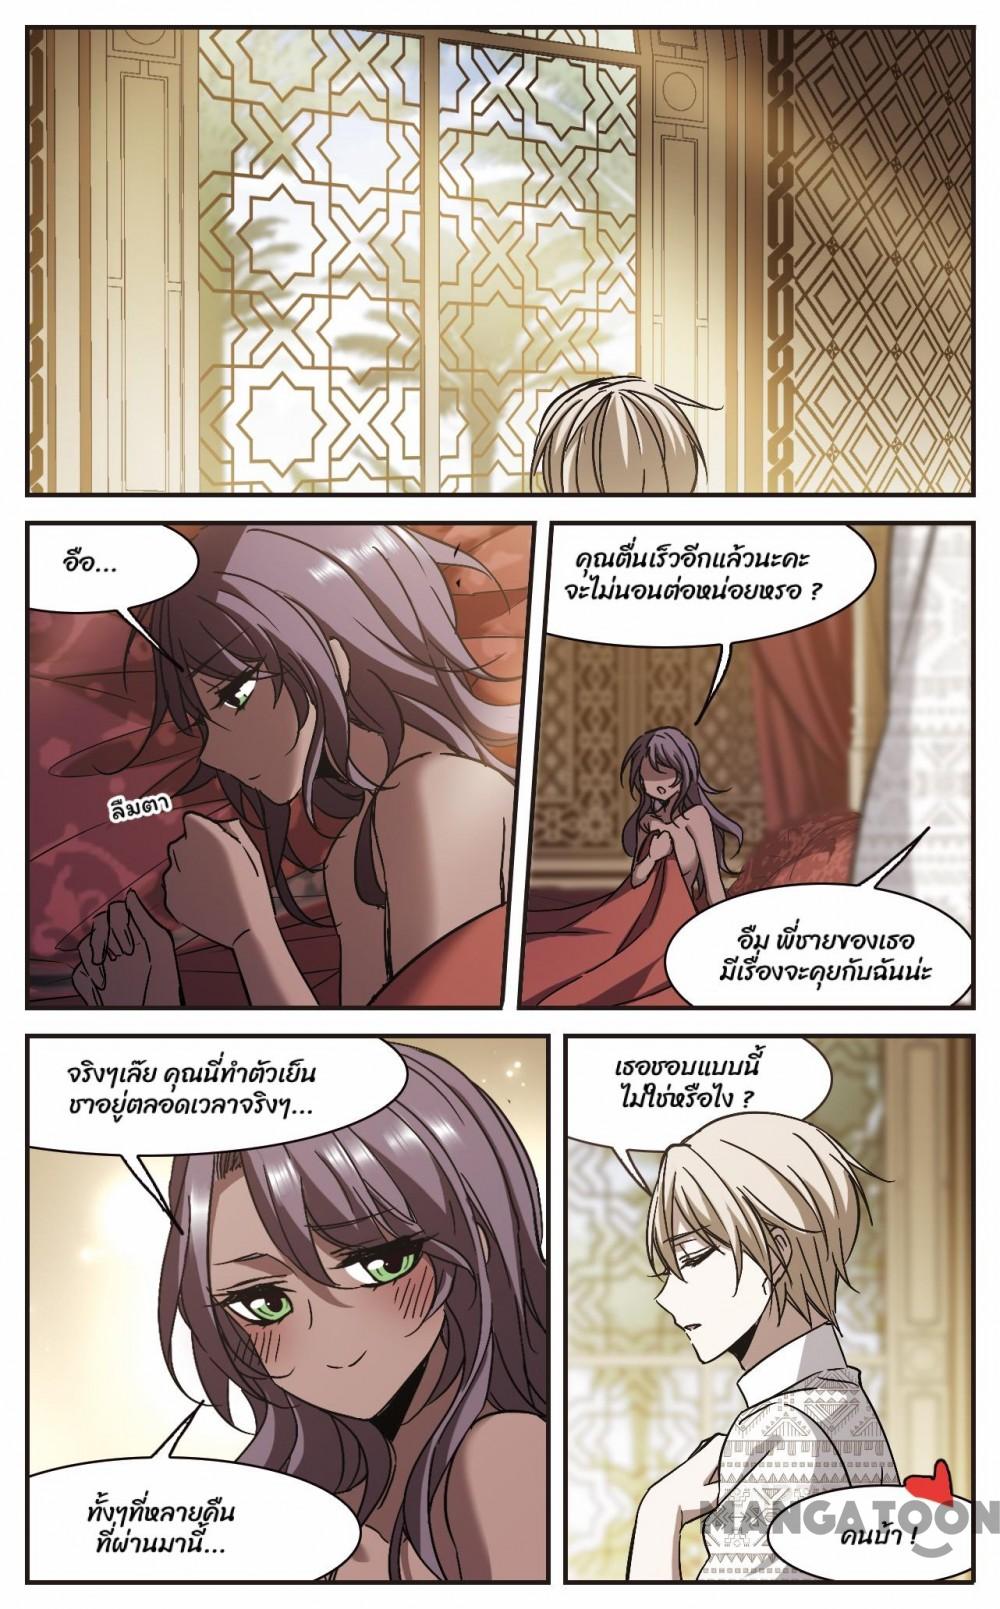 อือ...
ลืมตา
คุณตื่นเร็วอีกแล้วนะคะ
จะไม่นอนต่อหน่อยหรอ ?
อืม พี่ชายของเธอ
มีเรื่องจะคุยกับฉันน่ะ
จริงๆเล๊ย คุณนี่ทำตัวเย็น
ชาอยู่ตลอดเวลาจริงๆ...
ทั้งๆที่หลายคืน
ที่ผ่านมานี้...
เธอชอบแบบนี้
ไม่ใช่หรือไง ?
คนบ้า !
MANGATOON